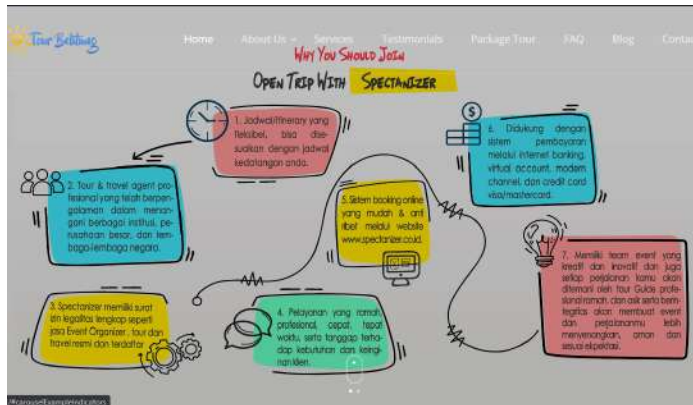 Tour Belitung
Home About Us Services Testimonials Package Tour FAQ Blog Contac
WHY YOU SHOULD JOIN
OPEN TRIP WITH SPECTANIZER
1. Jadwal/Itinerary yang
fleksibel, bisa dise-
suaikan dengan jadwal
kedatangan anda.
2. Tour & travel agent pro-
fesional yang telah berpen-
galaman dalam menan-
gani berbagai institusi, pe-
rusahaan besar, dan lem-
baga-lembaga negara.
3. Spectanizer memiliki surat
izin legalitas lengkap seperti
jasa Event Organizer, tour dan
travel resmi dan terdaftar
4. Pelayanan yang ramah,
profesional, cepat, tepat
waktu, serta tanggap terha-
dap kebutuhan dan keingi-
nan klien.
5. Sistem booking online
yang mudah & anti
ribet melalui website
www.spectanizer.co.id.
6. Didukung dengan
sistem pembayaran
melalui internet banking,
virtual account, modern
channel, dan credit card
visa/mastercard.
7. Memiliki team event yang
kreatif dan inovatif dan juga
setiap perjalanan kamu akan
ditemani oleh tour Guide profe-
sional ramah, dan asik serta berin-
tegritas akan membuat event
dan perjalananmu lebih
menyenangkan, aman dan
sesuai ekpektasi.
#carouselExampleIndicators